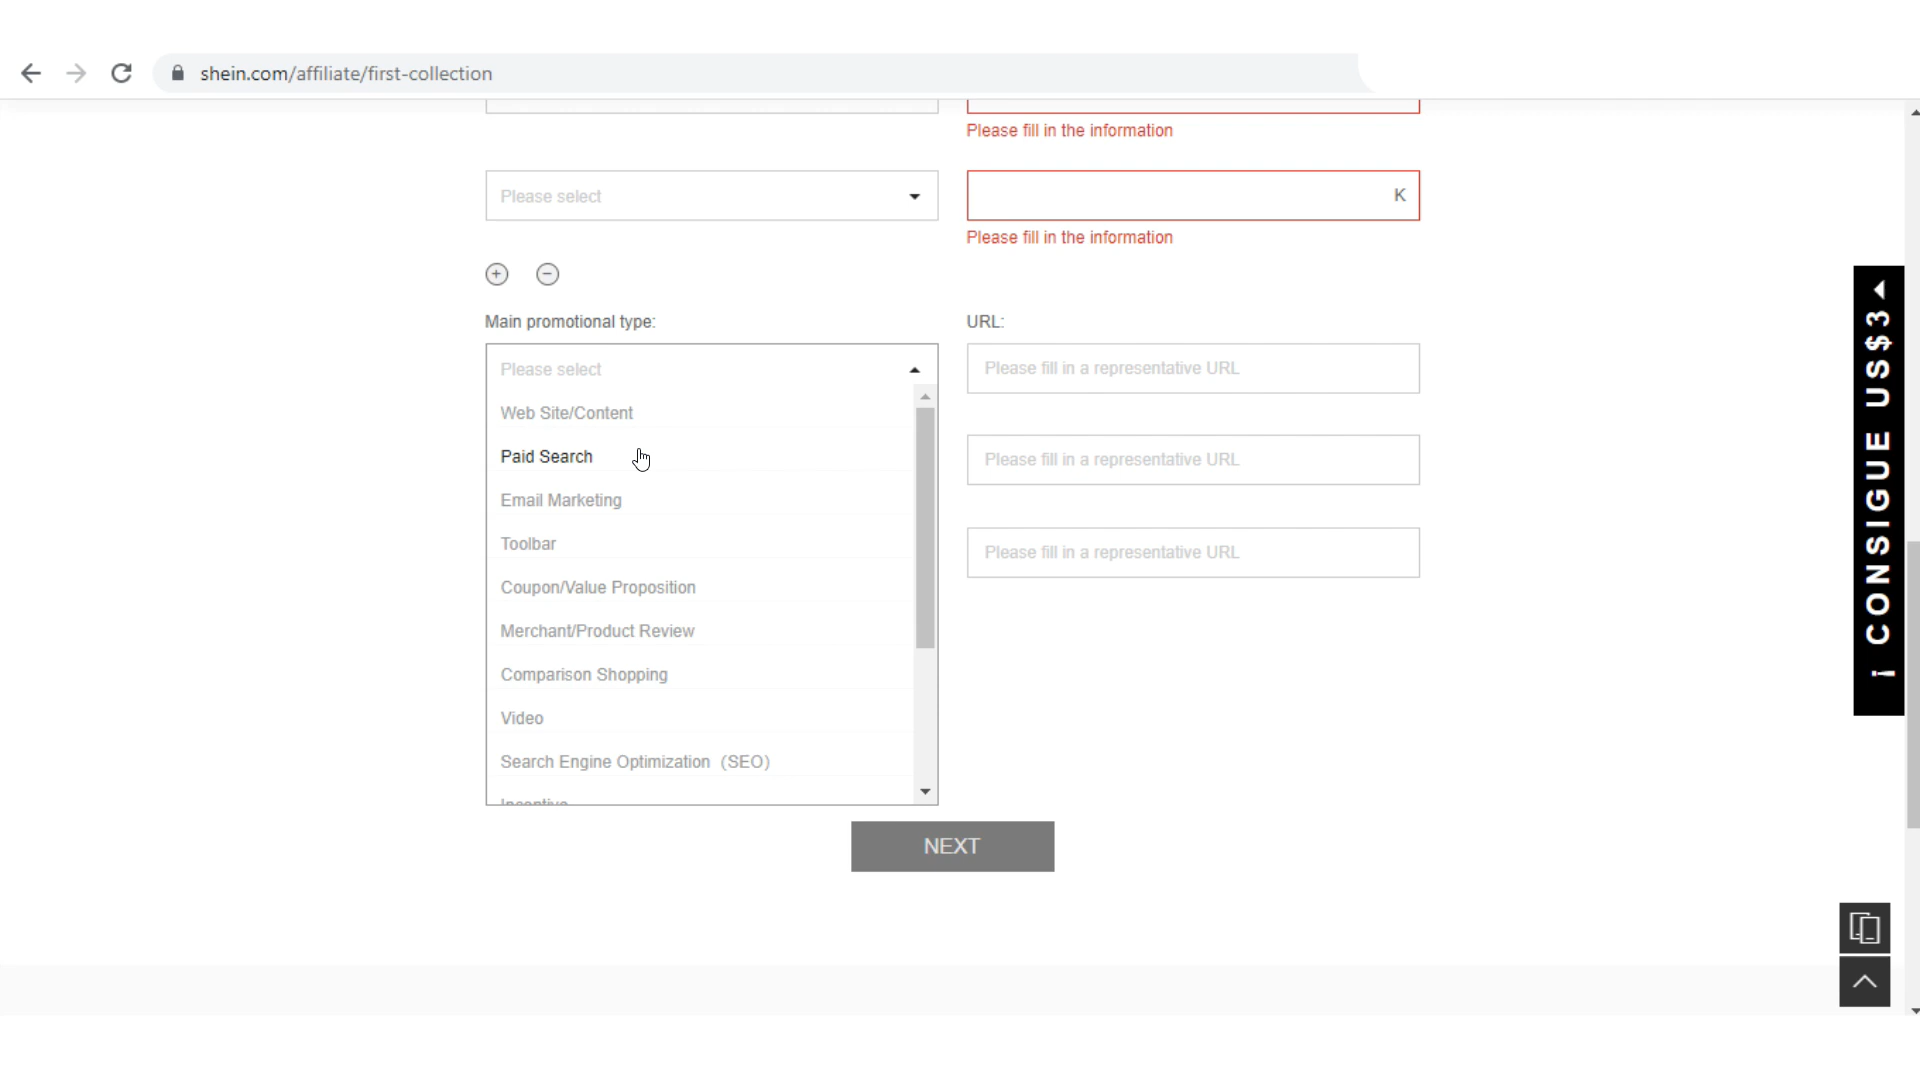 shein.com/affiliate/first-collection
Please fill in the information
Please select
K
Please fill in the information
Main promotional type:
URL:
Please select
Please fill in a representative URL
Web Site/Content
Paid Search
Please fill in a representative URL
Email Marketing
Toolbar
Please fill in a representative URL
Coupon/Value Proposition
Merchant/Product Review
Comparison Shopping
Video
Search Engine Optimization（SEO）
Incentive
NEXT
¡ CONSIGUE US$3